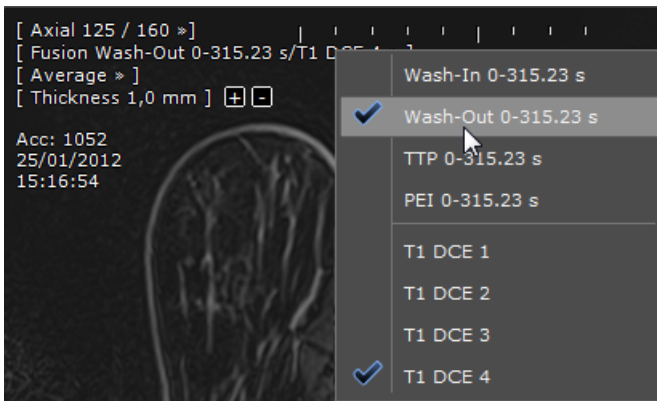 [ Axial 125 / 160 »]
[ Fusion Wash-Out 0-315.23 s/T1 DCE 4 ]
[ Average » ]
[ Thickness 1,0 mm ] + -
Acc: 1052
25/01/2012
15:16:54
Wash-In 0-315.23 s
Wash-Out 0-315.23 s
TTP 0-315.23 s
PEI 0-315.23 s
T1 DCE 1
T1 DCE 2
T1 DCE 3
T1 DCE 4